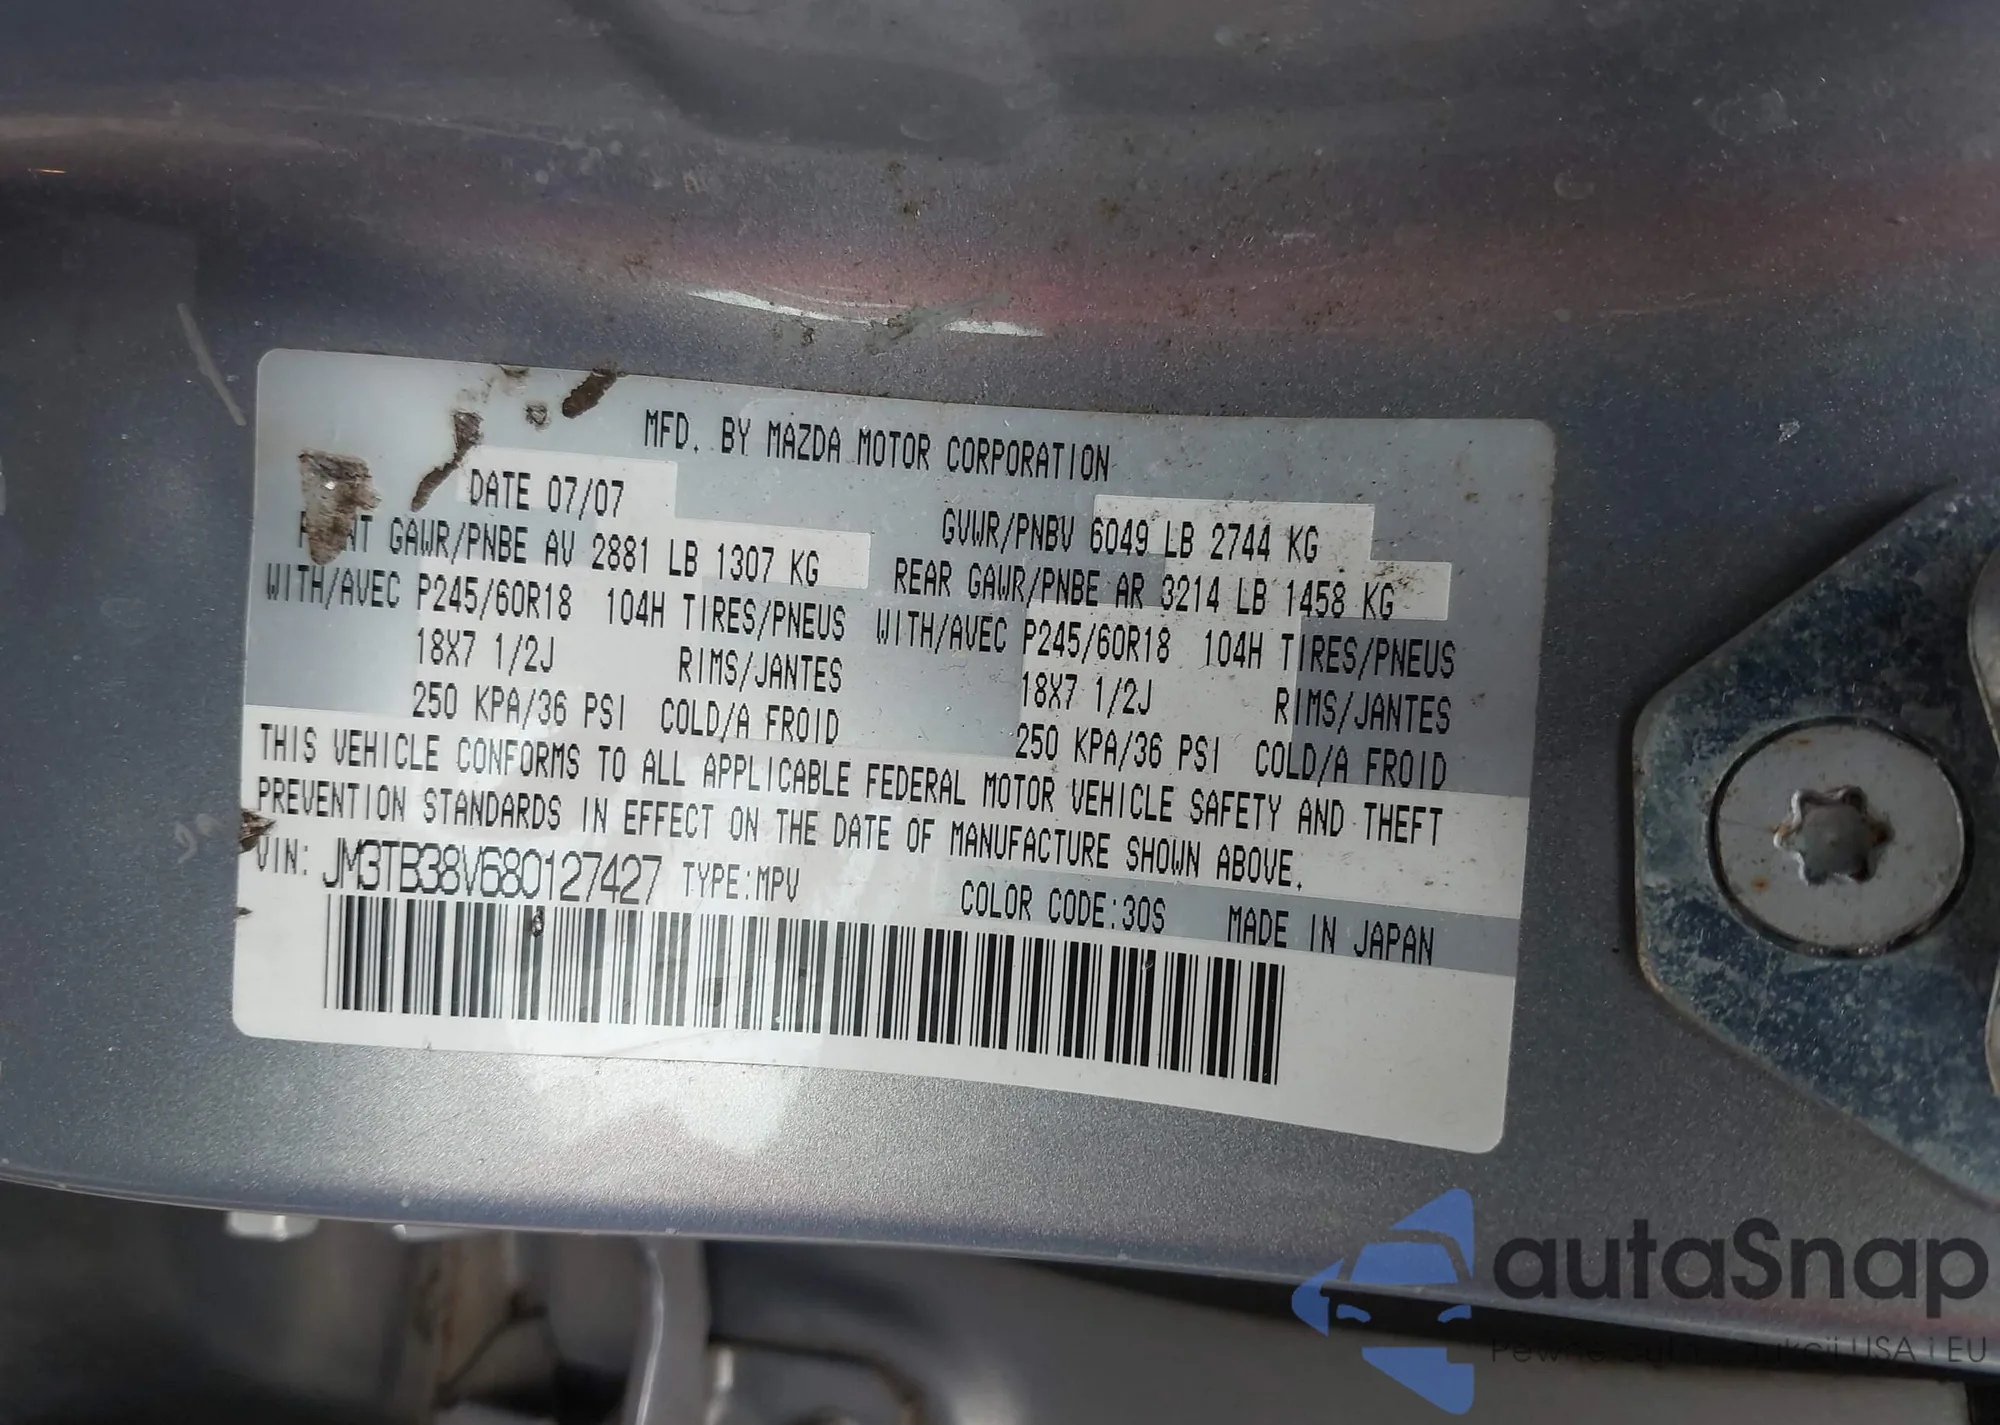 MFD. BY MAZDA MOTOR CORPORATION
DATE 07/07
GVWR/PNBV 6049 LB 2744 KG
GAWR/PNBE AV 2881 LB 1307 KG
REAR GAWR/PNBE AR 3214 LB 1458 KG
WITH/AVEC P245/60R18 104H TIRES/PNEUS
WITH/AVEC P245/60R18 104H TIRES/PNEUS
18X7 1/2J RIMS/JANTES
18X7 1/2J RIMS/JANTES
250 KPA/36 PSI COLD/A FROID
250 KPA/36 PSI COLD/A FROID
THIS VEHICLE CONFORMS TO ALL APPLICABLE FEDERAL MOTOR VEHICLE SAFETY AND THEFT
PREVENTION STANDARDS IN EFFECT ON THE DATE OF MANUFACTURE SHOWN ABOVE.
VIN: JM3TB38V680127427 TYPE:MPV COLOR CODE:30S MADE IN JAPAN
autaSnap
Pewne auta USA i EU